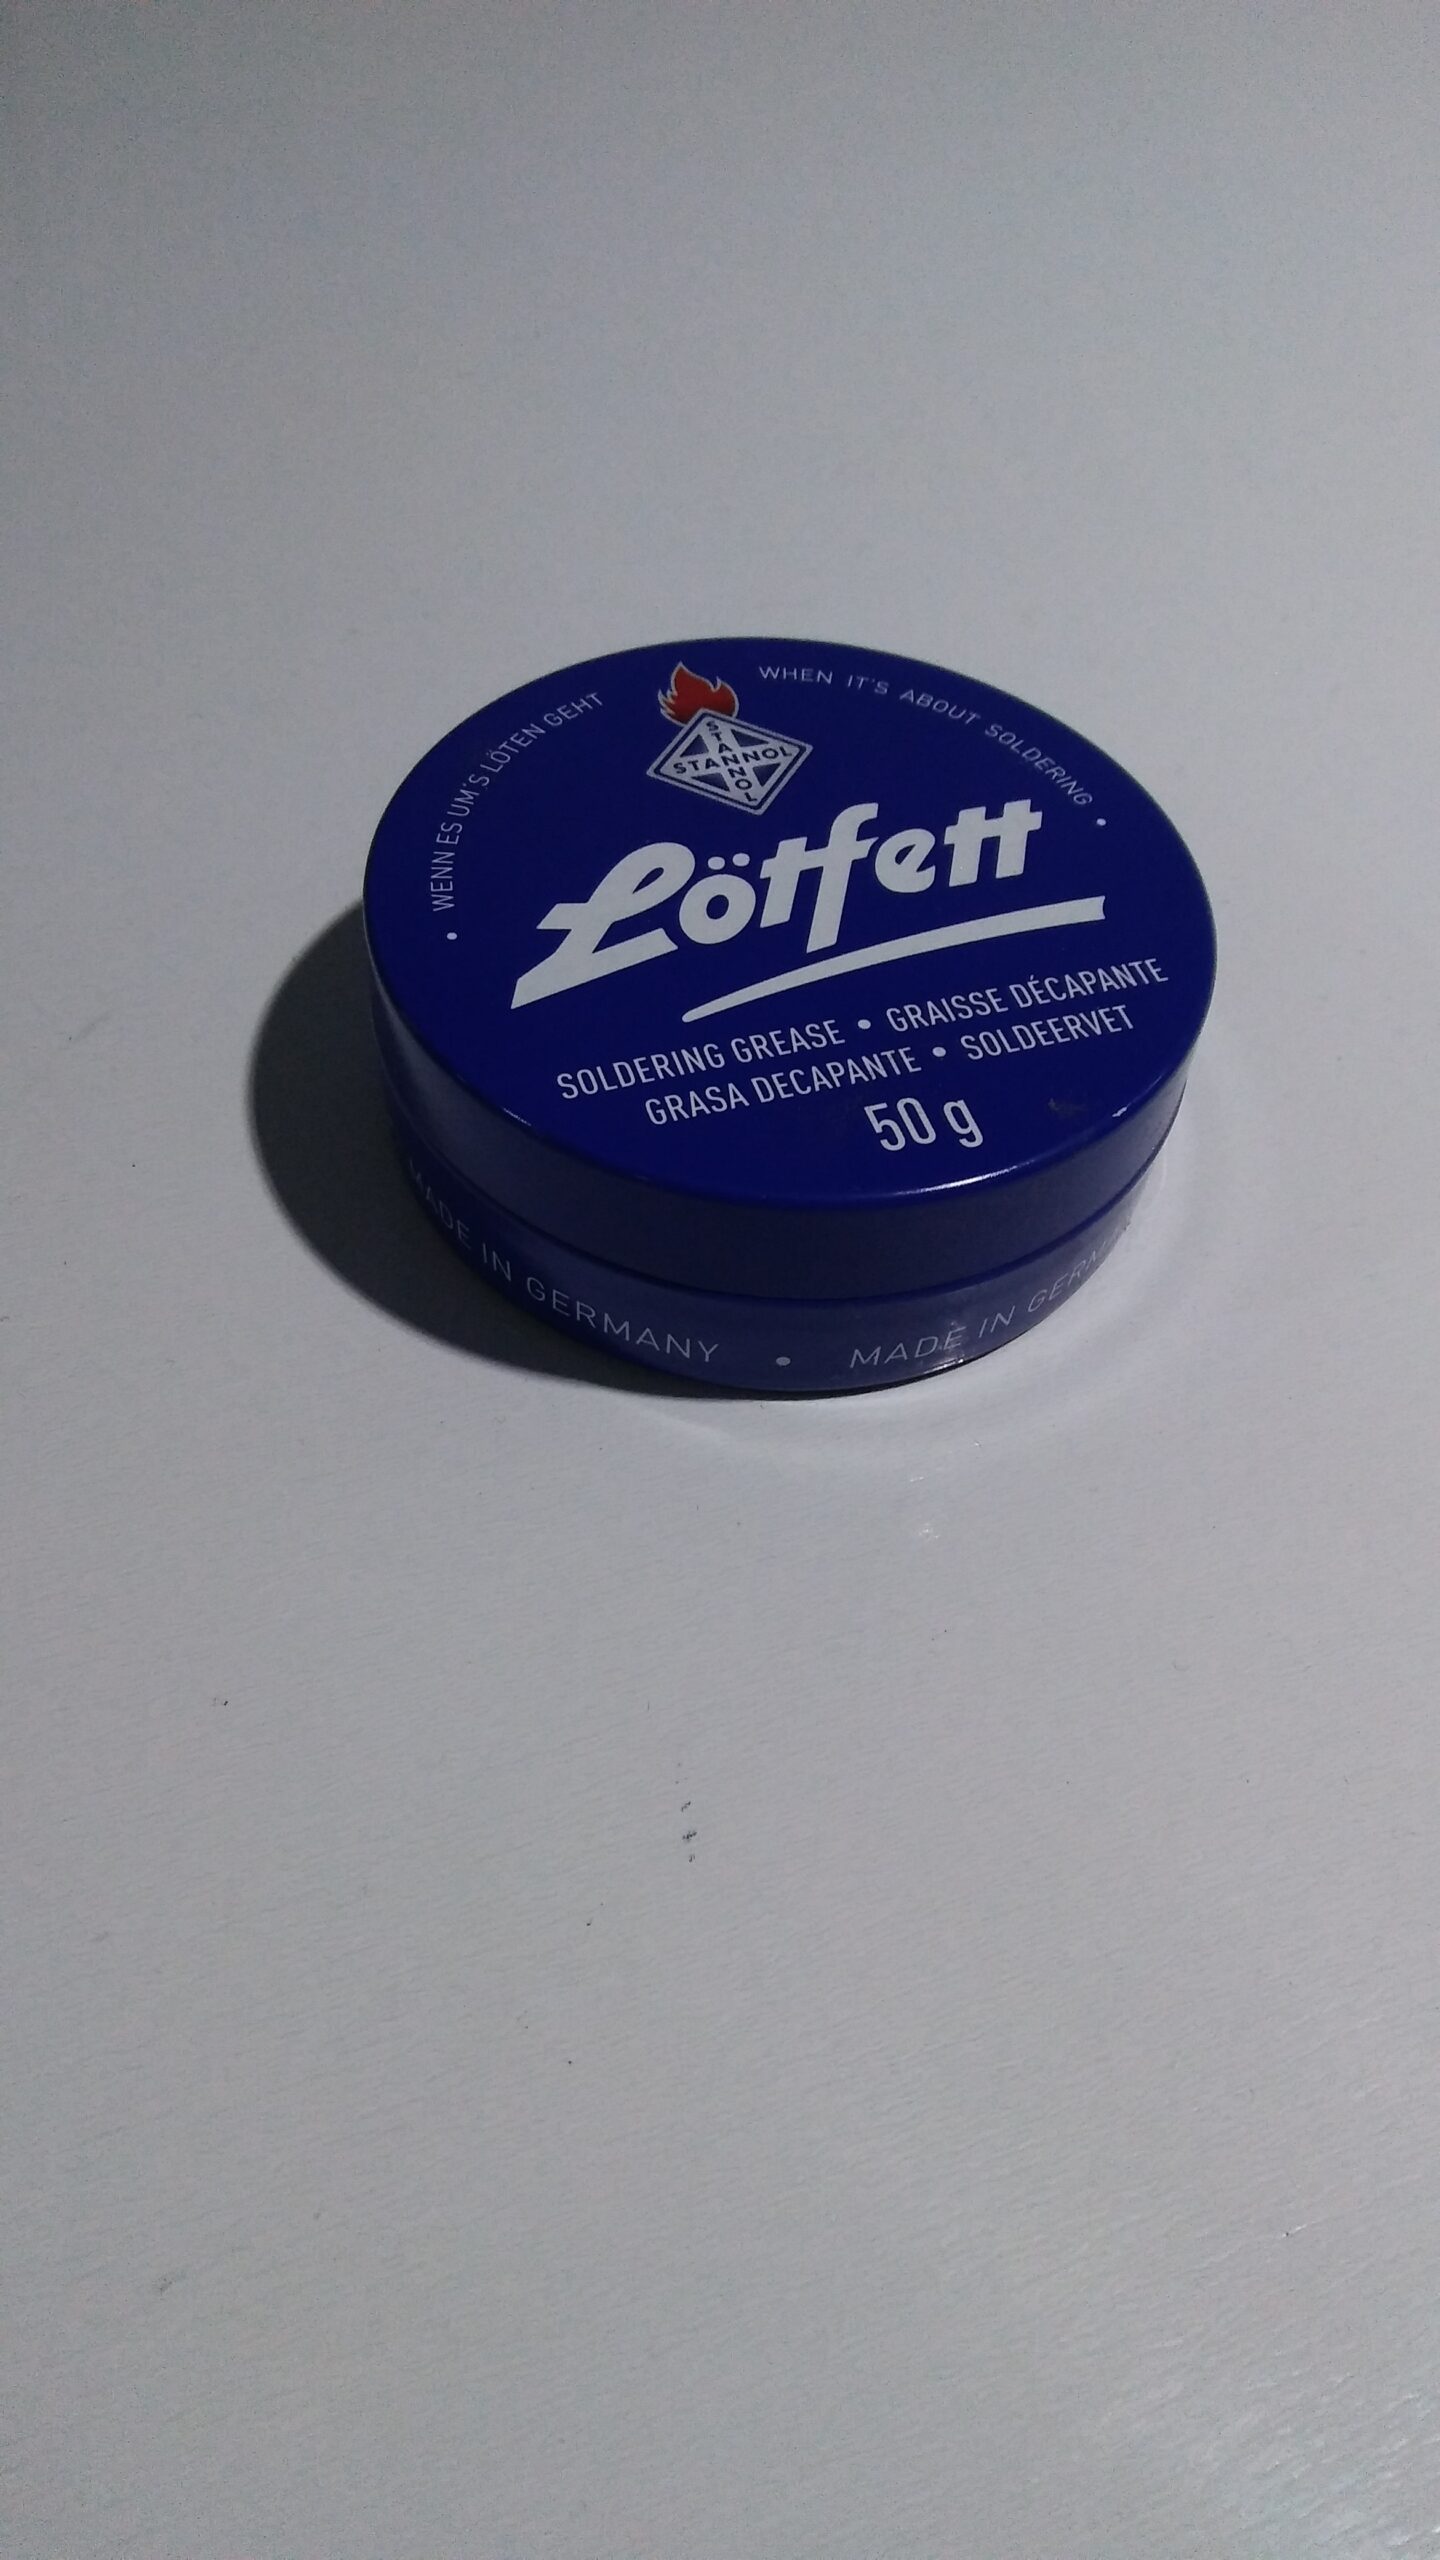 WENN ES UM'S LÖTEN GEHT
WHEN IT'S ABOUT SOLDERING
STANNOL
STANNOL
Lötfett
SOLDERING GREASE • GRAISSE DÉCAPANTE
GRASA DECAPANTE • SOLDEERVET
50 g
MADE IN GERMANY • MADE IN